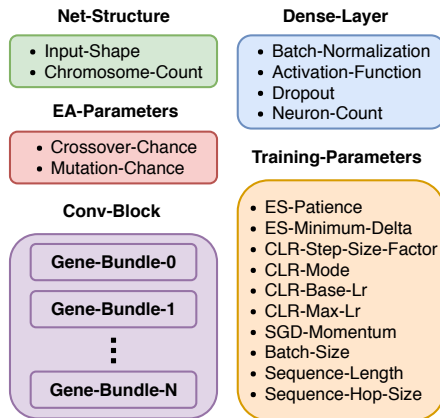 Net-Structure
• Input-Shape
• Chromosome-Count
EA-Parameters
• Crossover-Chance
• Mutation-Chance
Conv-Block
Gene-Bundle-0
Gene-Bundle-1
Gene-Bundle-N
Dense-Layer
• Batch-Normalization
• Activation-Function
• Dropout
• Neuron-Count
Training-Parameters
• ES-Patience
• ES-Minimum-Delta
• CLR-Step-Size-Factor
• CLR-Mode
• CLR-Base-Lr
• CLR-Max-Lr
• SGD-Momentum
• Batch-Size
• Sequence-Length
• Sequence-Hop-Size